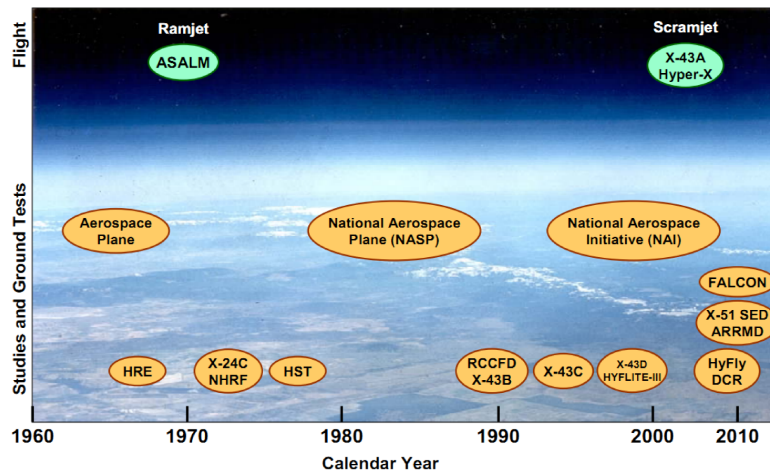 Flight
Ramjet
Scramjet
ASALM
X-43A
Hyper-X
Studies and Ground Tests
Aerospace
Plane
National Aerospace
Plane (NASP)
National Aerospace
Initiative (NAI)
FALCON
X-51 SED
ARRMD
HRE
X-24C
NHRF
HST
RCCFD
X-43B
X-43C
X-43D
HYFLITE-III
HyFly
DCR
1960
1970
1980
1990
2000
2010
Calendar Year